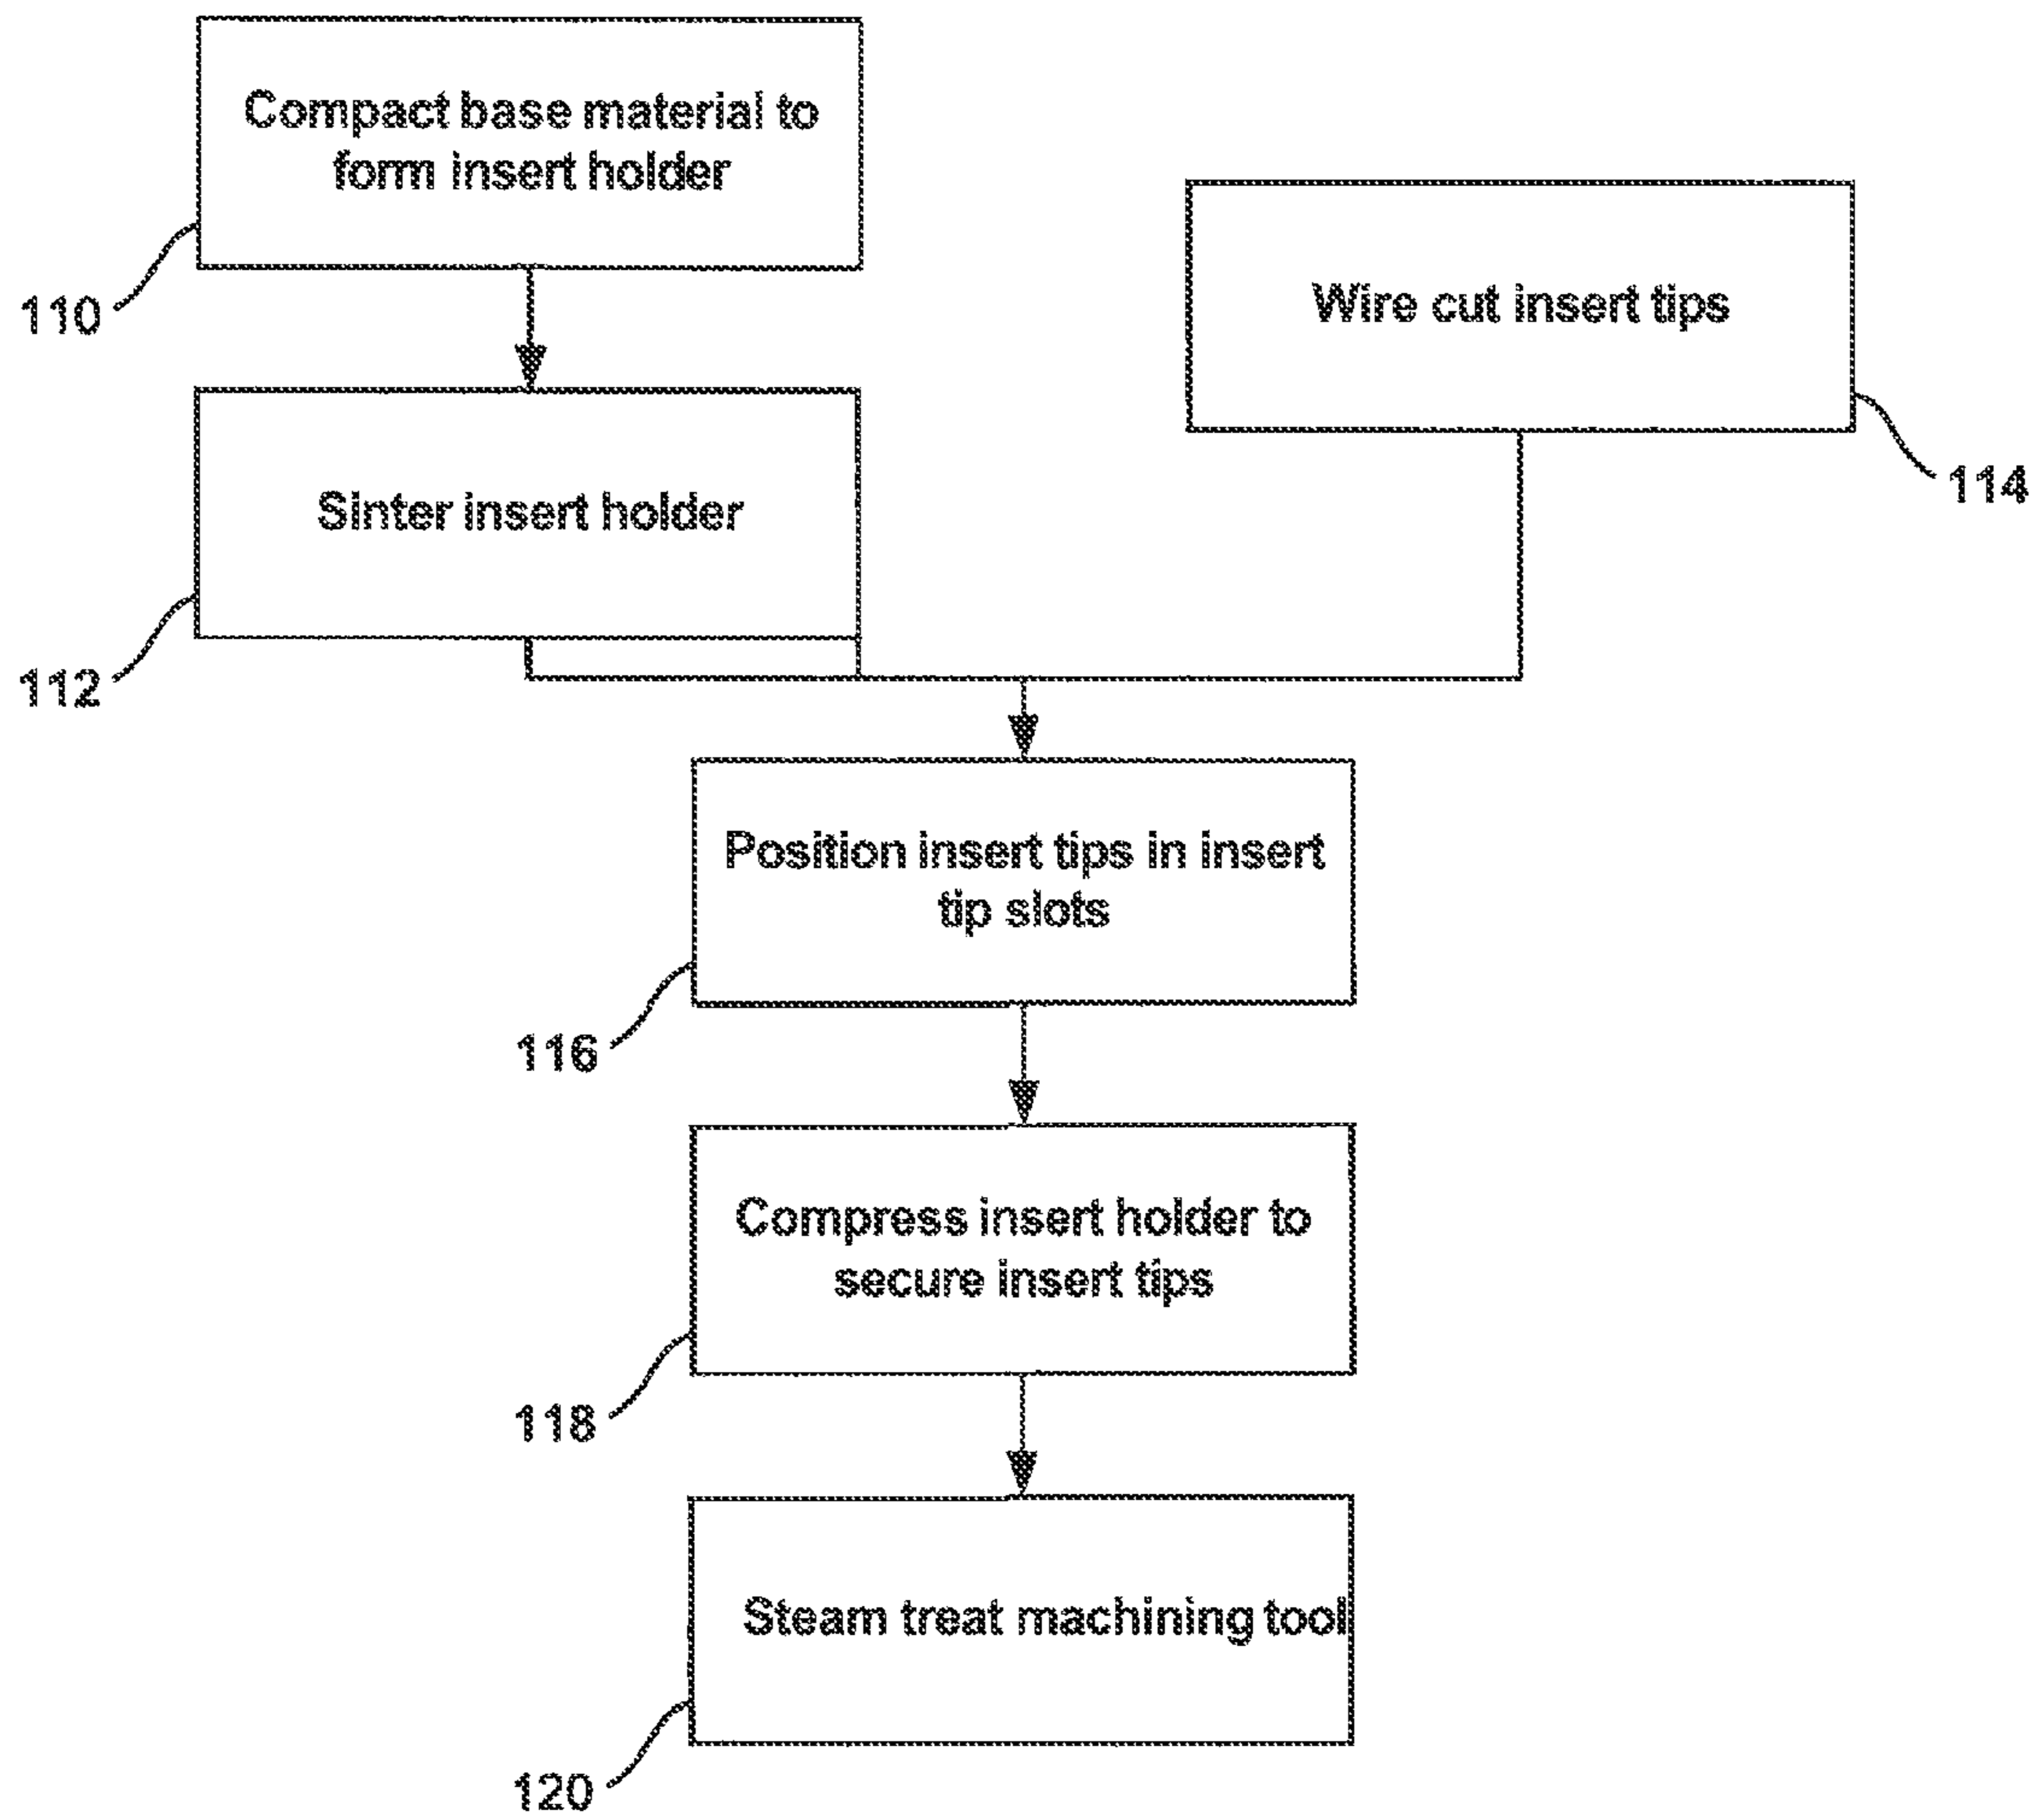 Compact base material to
form insert holder
110
Wire cut insert tips
114
Sinter insert holder
112
Position insert tips in insert
tip slots
116
Compress insert holder to
secure insert tips
118
Steam treat machining tool
120